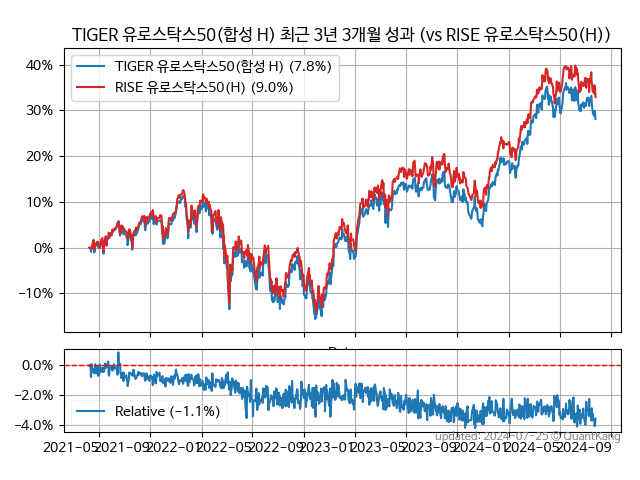 TIGER 유로스탁스50(합성 H) 최근 3년 3개월 성과 (vs RISE 유로스탁스50(H))
TIGER 유로스탁스50(합성 H) (7.8%)
RISE 유로스탁스50(H) (9.0%)
40%
30%
20%
10%
0%
−10%
0.0%
−2.0%
−4.0%
Relative (−1.1%)
updated: 2024-07-25 © QuantKang
2021-05 2021-09 2022-01 2022-05 2022-09 2023-01 2023-05 2023-09 2024-01 2024-05 2024-09